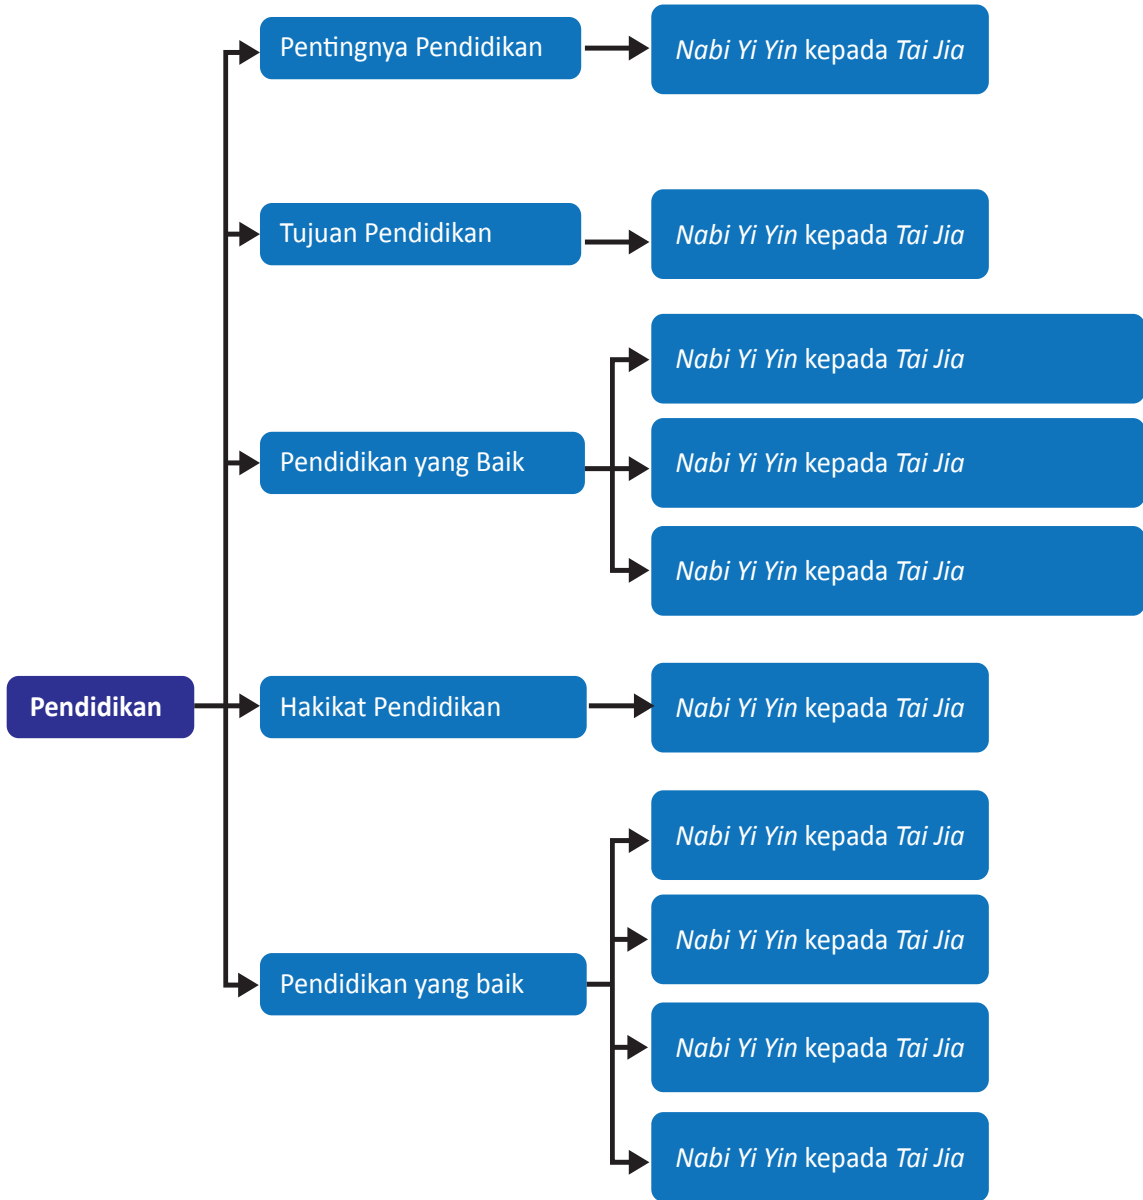 Pentingnya Pendidikan
Nabi Yi Yin kepada Tai Jia
Tujuan Pendidikan
Nabi Yi Yin kepada Tai Jia
Nabi Yi Yin kepada Tai Jia
Pendidikan yang Baik
Nabi Yi Yin kepada Tai Jia
Nabi Yi Yin kepada Tai Jia
Pendidikan
Hakikat Pendidikan
Nabi Yi Yin kepada Tai Jia
Nabi Yi Yin kepada Tai Jia
Nabi Yi Yin kepada Tai Jia
Pendidikan yang baik
Nabi Yi Yin kepada Tai Jia
Nabi Yi Yin kepada Tai Jia